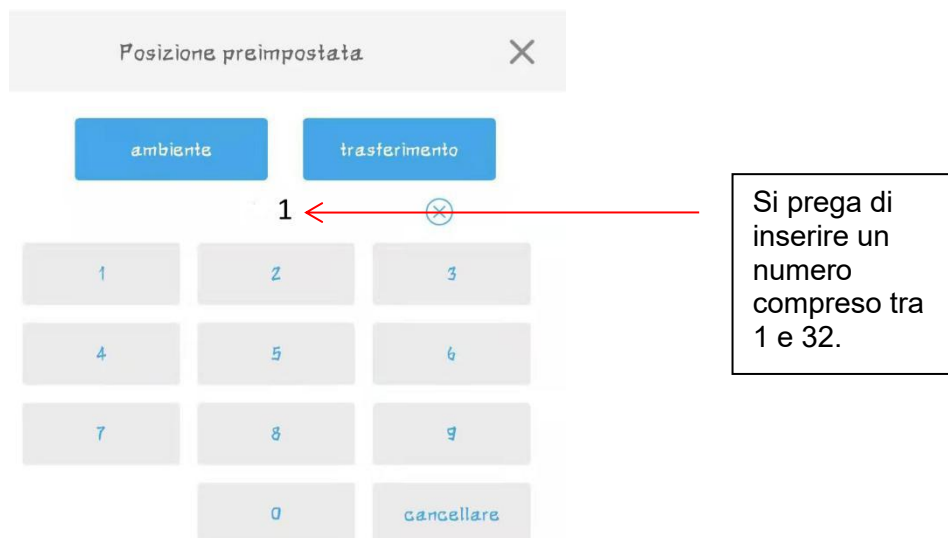 Posizione preimpostata
ambiente trasferimento
1
Si prega di
inserire un
numero
compreso tra
1 e 32.
1 2 3
4 5 6
7 8 9
0 cancellare